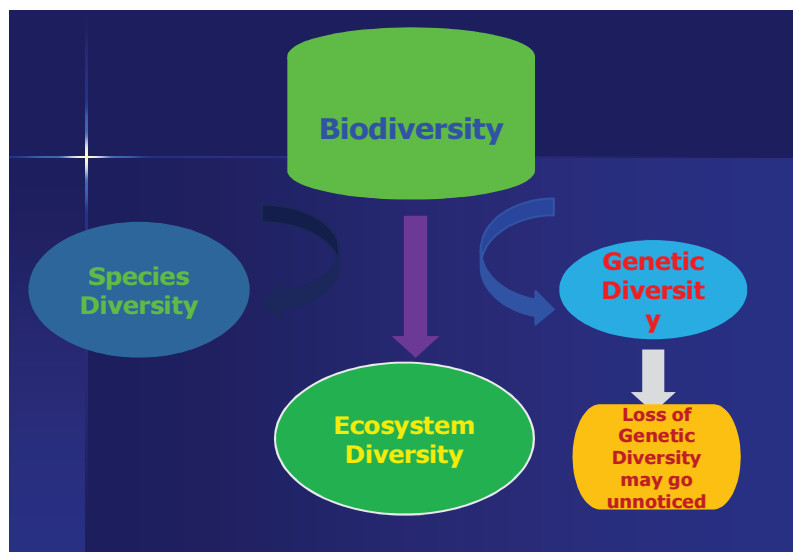 Biodiversity
Species
Diversity
Genetic
Diversit
y
Ecosystem
Diversity
Loss of
Genetic
Diversity
may go
unnoticed